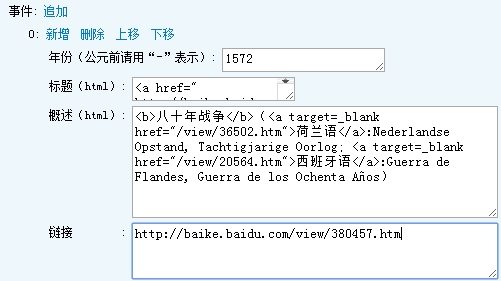 事件: 追加
0: 新增 删除 上移 下移
年份(公元前请用“-”表示): 1572
标题(html): <a href="
概述(html): <b>八十年战争</b> (<a target=_blank
href="/view/36502.htm">荷兰语</a>:Nederlandse
Opstand, Tachtigjarige Oorlog; <a target=_blank
href="/view/20564.htm">西班牙语</a>:Guerra de
Flandes, Guerra de los Ochenta Años)
链接 : http://baike.baidu.com/view/380457.htm